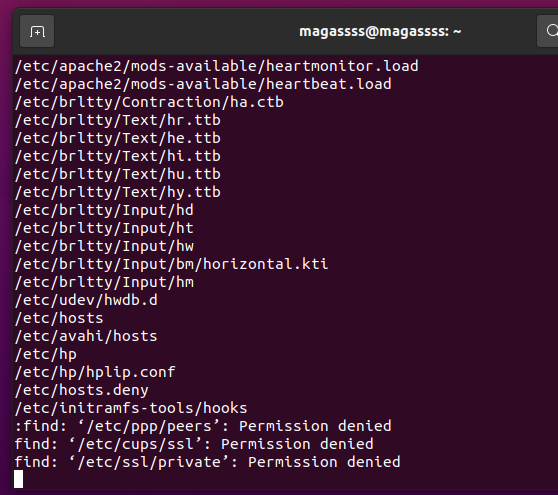 magassss@magassss: ~
/etc/apache2/mods-available/heartmonitor.load
/etc/apache2/mods-available/heartbeat.load
/etc/brltty/Contraction/ha.ctb
/etc/brltty/Text/hr.ttb
/etc/brltty/Text/he.ttb
/etc/brltty/Text/hi.ttb
/etc/brltty/Text/hu.ttb
/etc/brltty/Text/hy.ttb
/etc/brltty/Input/hd
/etc/brltty/Input/ht
/etc/brltty/Input/hw
/etc/brltty/Input/bm/horizontal.kti
/etc/brltty/Input/hm
/etc/udev/hwdb.d
/etc/hosts
/etc/avahi/hosts
/etc/hp
/etc/hp/hplip.conf
/etc/hosts.deny
/etc/initramfs-tools/hooks
:find: ‘/etc/ppp/peers’: Permission denied
find: ‘/etc/cups/ssl’: Permission denied
find: ‘/etc/ssl/private’: Permission denied